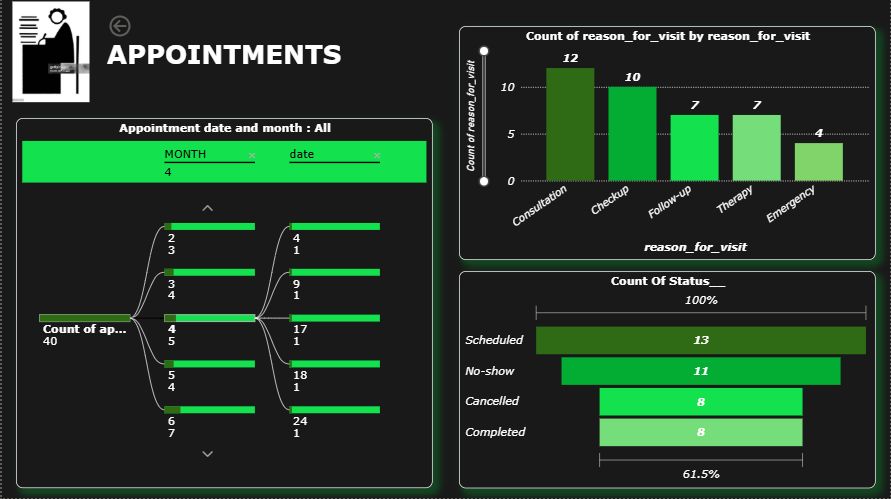 APPOINTMENTS
Appointment date and month : All
MONTH × date ×
4
2
3
3
4
Count of ap...
40
4
5
5
4
6
7
4
1
9
1
17
1
18
1
24
1
Count of reason_for_visit by reason_for_visit
Count of reason_for_visit
10
5
0
12
10
7
7
4
Consultation
Checkup
Follow-up
Therapy
Emergency
reason_for_visit
Count Of Status__
100%
Scheduled 13
No-show 11
Cancelled 8
Completed 8
61.5%